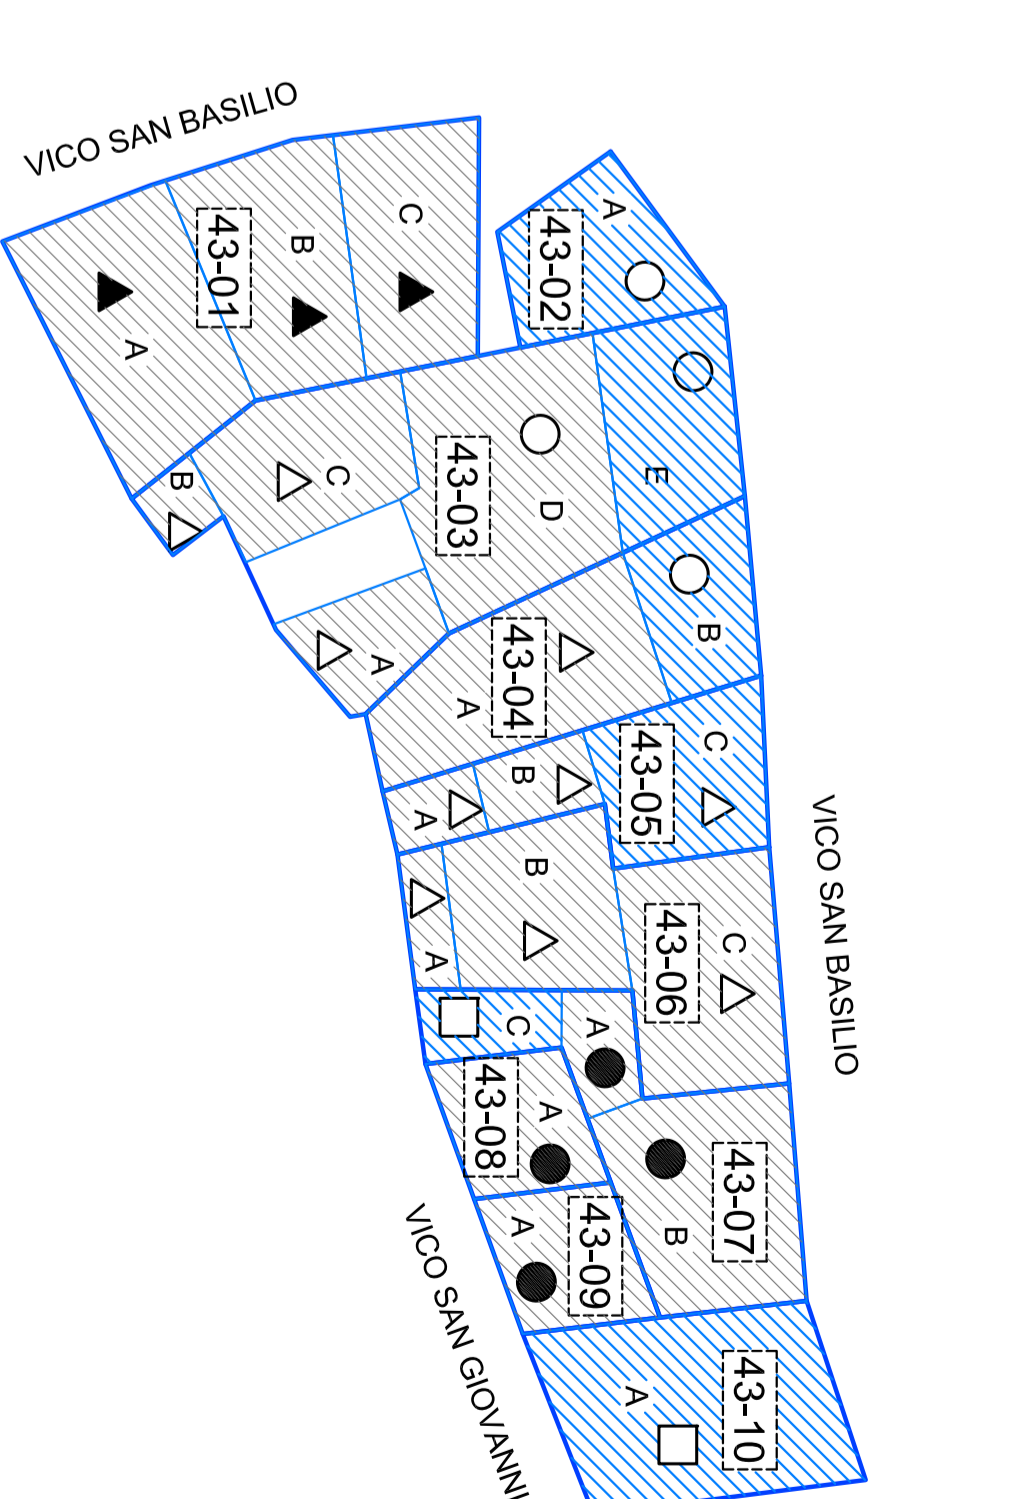 VICO SAN BASILIO
C
A
B
43-01
43-02
A
B
C
E
43-03
D
B
43-04
A
A
C
43-05
B
A
B
C
43-06
A
C
A
43-08
A
43-07
B
43-09
A
43-10
A
VICO SAN BASILIO
VICO SAN GIOVANNI